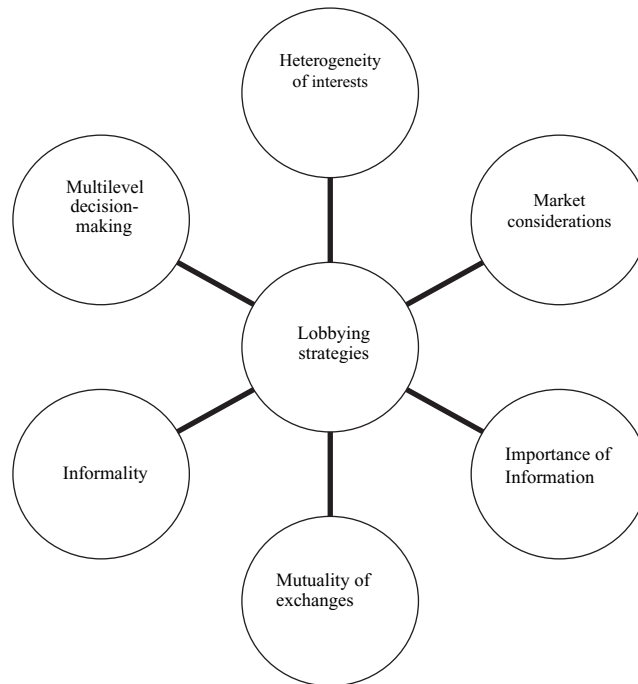 Heterogeneity
of interests
Multilevel
decision-
making
Market
considerations
Lobbying
strategies
Informality
Importance of
Information
Mutuality of
exchanges